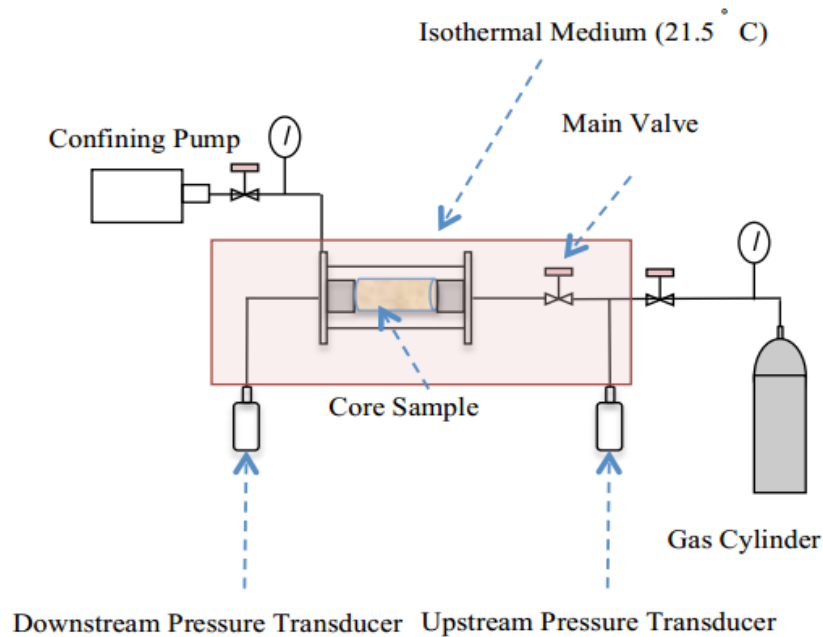 Isothermal Medium (21.5 ° C)
Main Valve
Confining Pump
Core Sample
Gas Cylinder
Downstream Pressure Transducer
Upstream Pressure Transducer